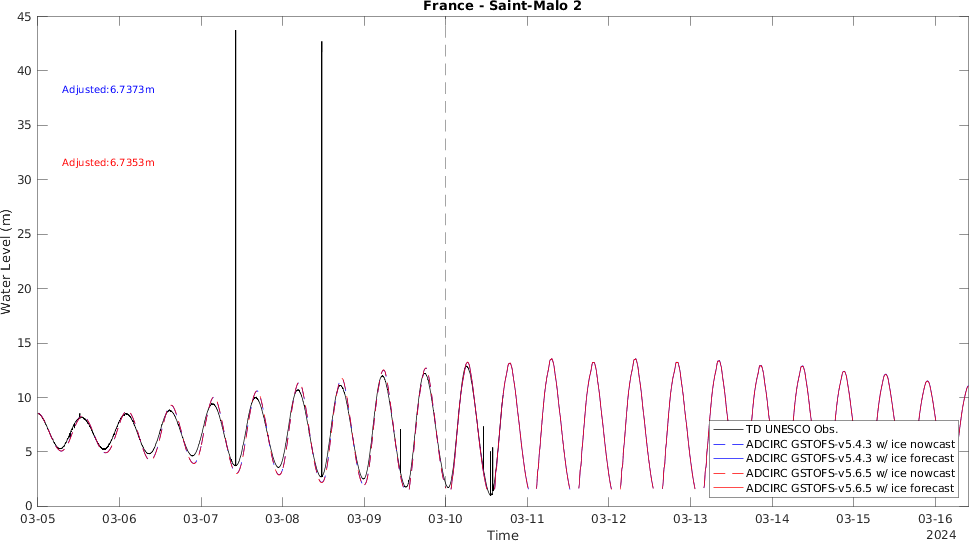 France - Saint-Malo 2
45
40
35
30
25
20
15
10
5
0
Water Level (m)
Adjusted:6.7373m
Adjusted:6.7353m
TD UNESCO Obs.
ADCIRC GSTOFS-v5.4.3 w/ ice nowcast
ADCIRC GSTOFS-v5.4.3 w/ ice forecast
ADCIRC GSTOFS-v5.6.5 w/ ice nowcast
ADCIRC GSTOFS-v5.6.5 w/ ice forecast
03-05 03-06 03-07 03-08 03-09 03-10 03-11 03-12 03-13 03-14 03-15 03-16
2024
Time